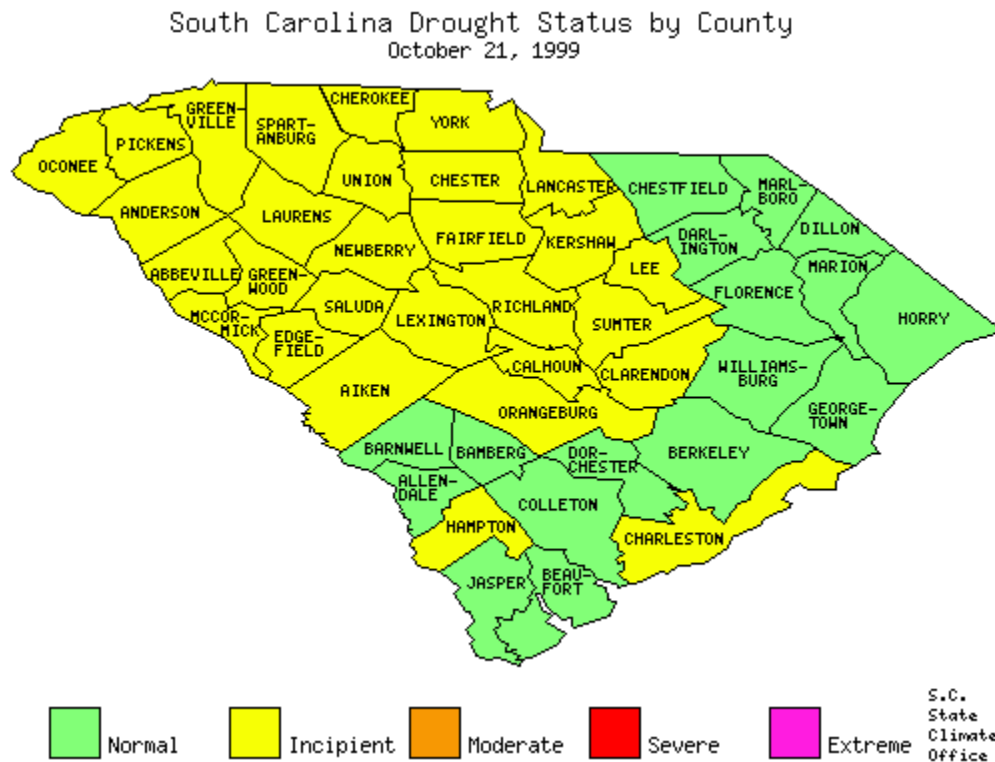 South Carolina Drought Status by County
October 21, 1999
CHEROKEE
GREEN-
VILLE
SPART-
ANBURG
YORK
PICKENS
OCONEE
UNION
CHESTER
LANCASTER
CHESTFIELD
MARL-
BORO
ANDERSON
LAURENS
DILLON
DARL-
INGTON
NEWBERRY
FAIRFIELD
KERSHAW
LEE
MARION
ABBEVILLE
GREEN-
WOOD
FLORENCE
SALUDA
RICHLAND
LEXINGTON
SUMTER
HORRY
MCCOR-
MICK
EDGE-
FIELD
CALHOUN
CLARENDON
WILLIAMS-
BURG
AIKEN
ORANGEBURG
GEORGE-
TOWN
BARNWELL
BAMBERG
DOR-
CHESTER
BERKELEY
ALLEN-
DALE
COLLETON
HAMPTON
CHARLESTON
JASPER
BEAU-
FORT
Normal
Incipient
Moderate
Severe
Extreme
S.C.
State
Climate
Office